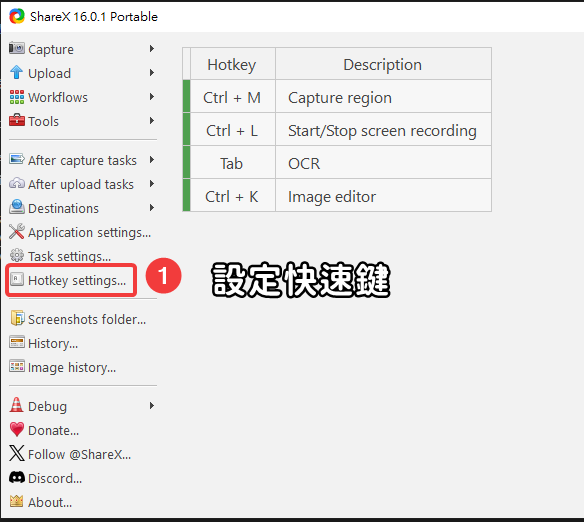 ShareX 16.0.1 Portable
Capture
Upload
Workflows
Tools
After capture tasks
After upload tasks
Destinations
Application settings...
Task settings...
Hotkey settings...
Screenshots folder...
History...
Image history...
Debug
Donate...
Follow @ShareX...
Discord...
About...
Hotkey Description
Ctrl + M Capture region
Ctrl + L Start/Stop screen recording
Tab OCR
Ctrl + K Image editor
1 設定快速鍵